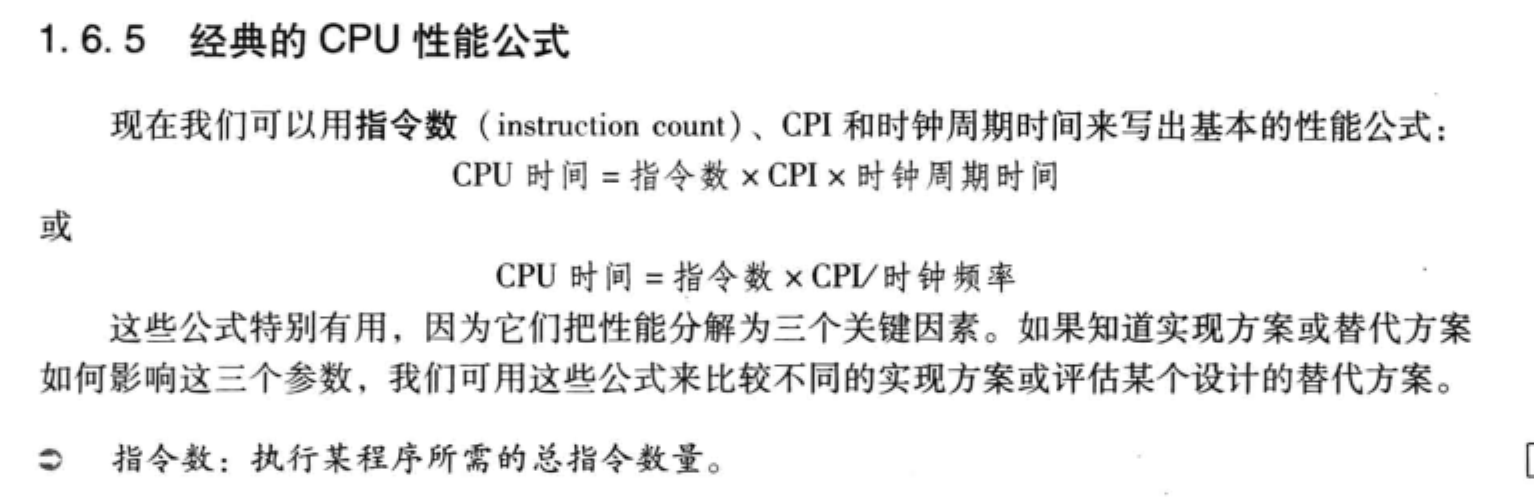 1.6.5 经典的 CPU 性能公式
现在我们可以用指令数（instruction count）、CPI 和时钟周期时间来写出基本的性能公式：
CPU 时间 = 指令数 × CPI × 时钟周期时间
或
CPU 时间 = 指令数 × CPI/时钟频率
这些公式特别有用，因为它们把性能分解为三个关键因素。如果知道实现方案或替代方案
如何影响这三个参数，我们可用这些公式来比较不同的实现方案或评估某个设计的替代方案。
➲ 指令数：执行某程序所需的总指令数量。